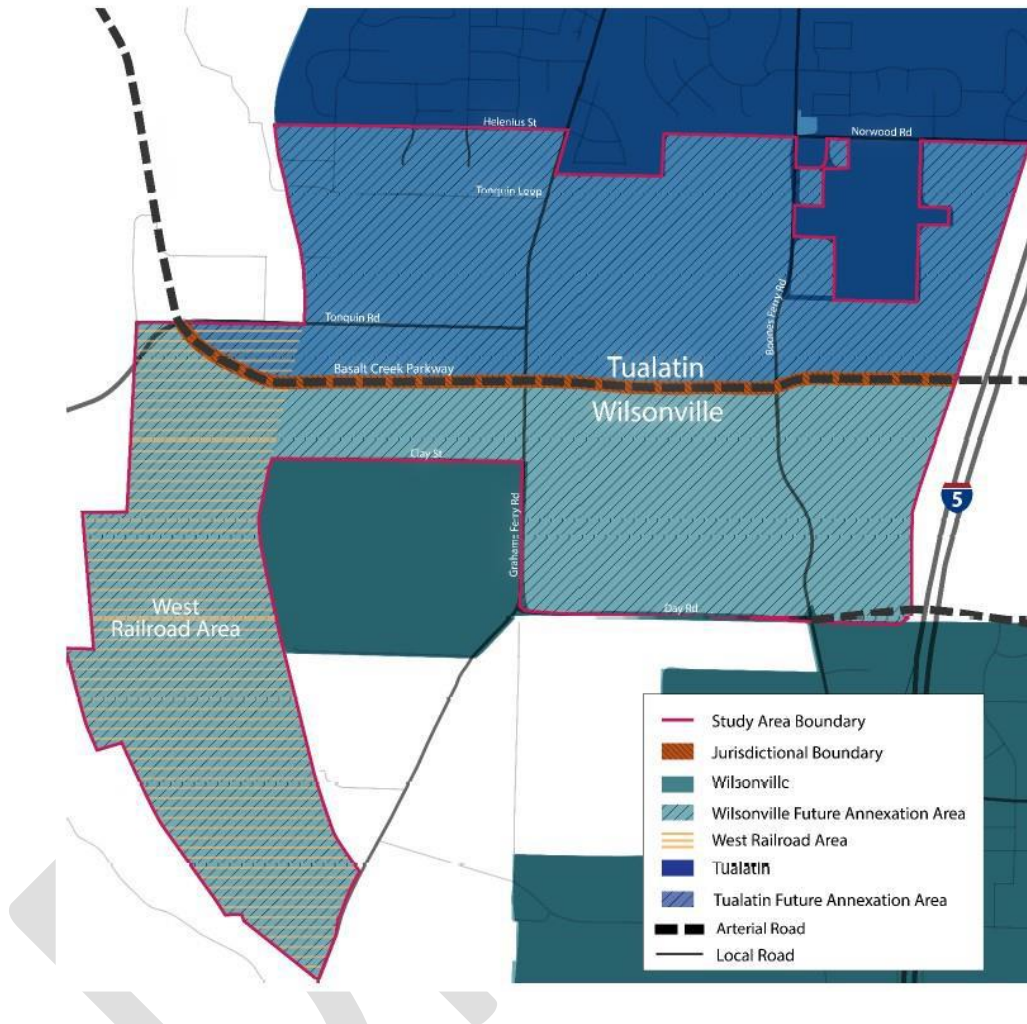 Helenius St
Norwood Rd
Tonquin Loop
Boones Ferry Rd
Tonquin Rd
Basalt Creek Parkway
Tualatin
Wilsonville
Clay St
5
Grahams Ferry Rd
West
Railroad Area
Day Rd
Study Area Boundary
Jurisdictional Boundary
Wilsonville
Wilsonville Future Annexation Area
West Railroad Area
Tualatin
Tualatin Future Annexation Area
Arterial Road
Local Road